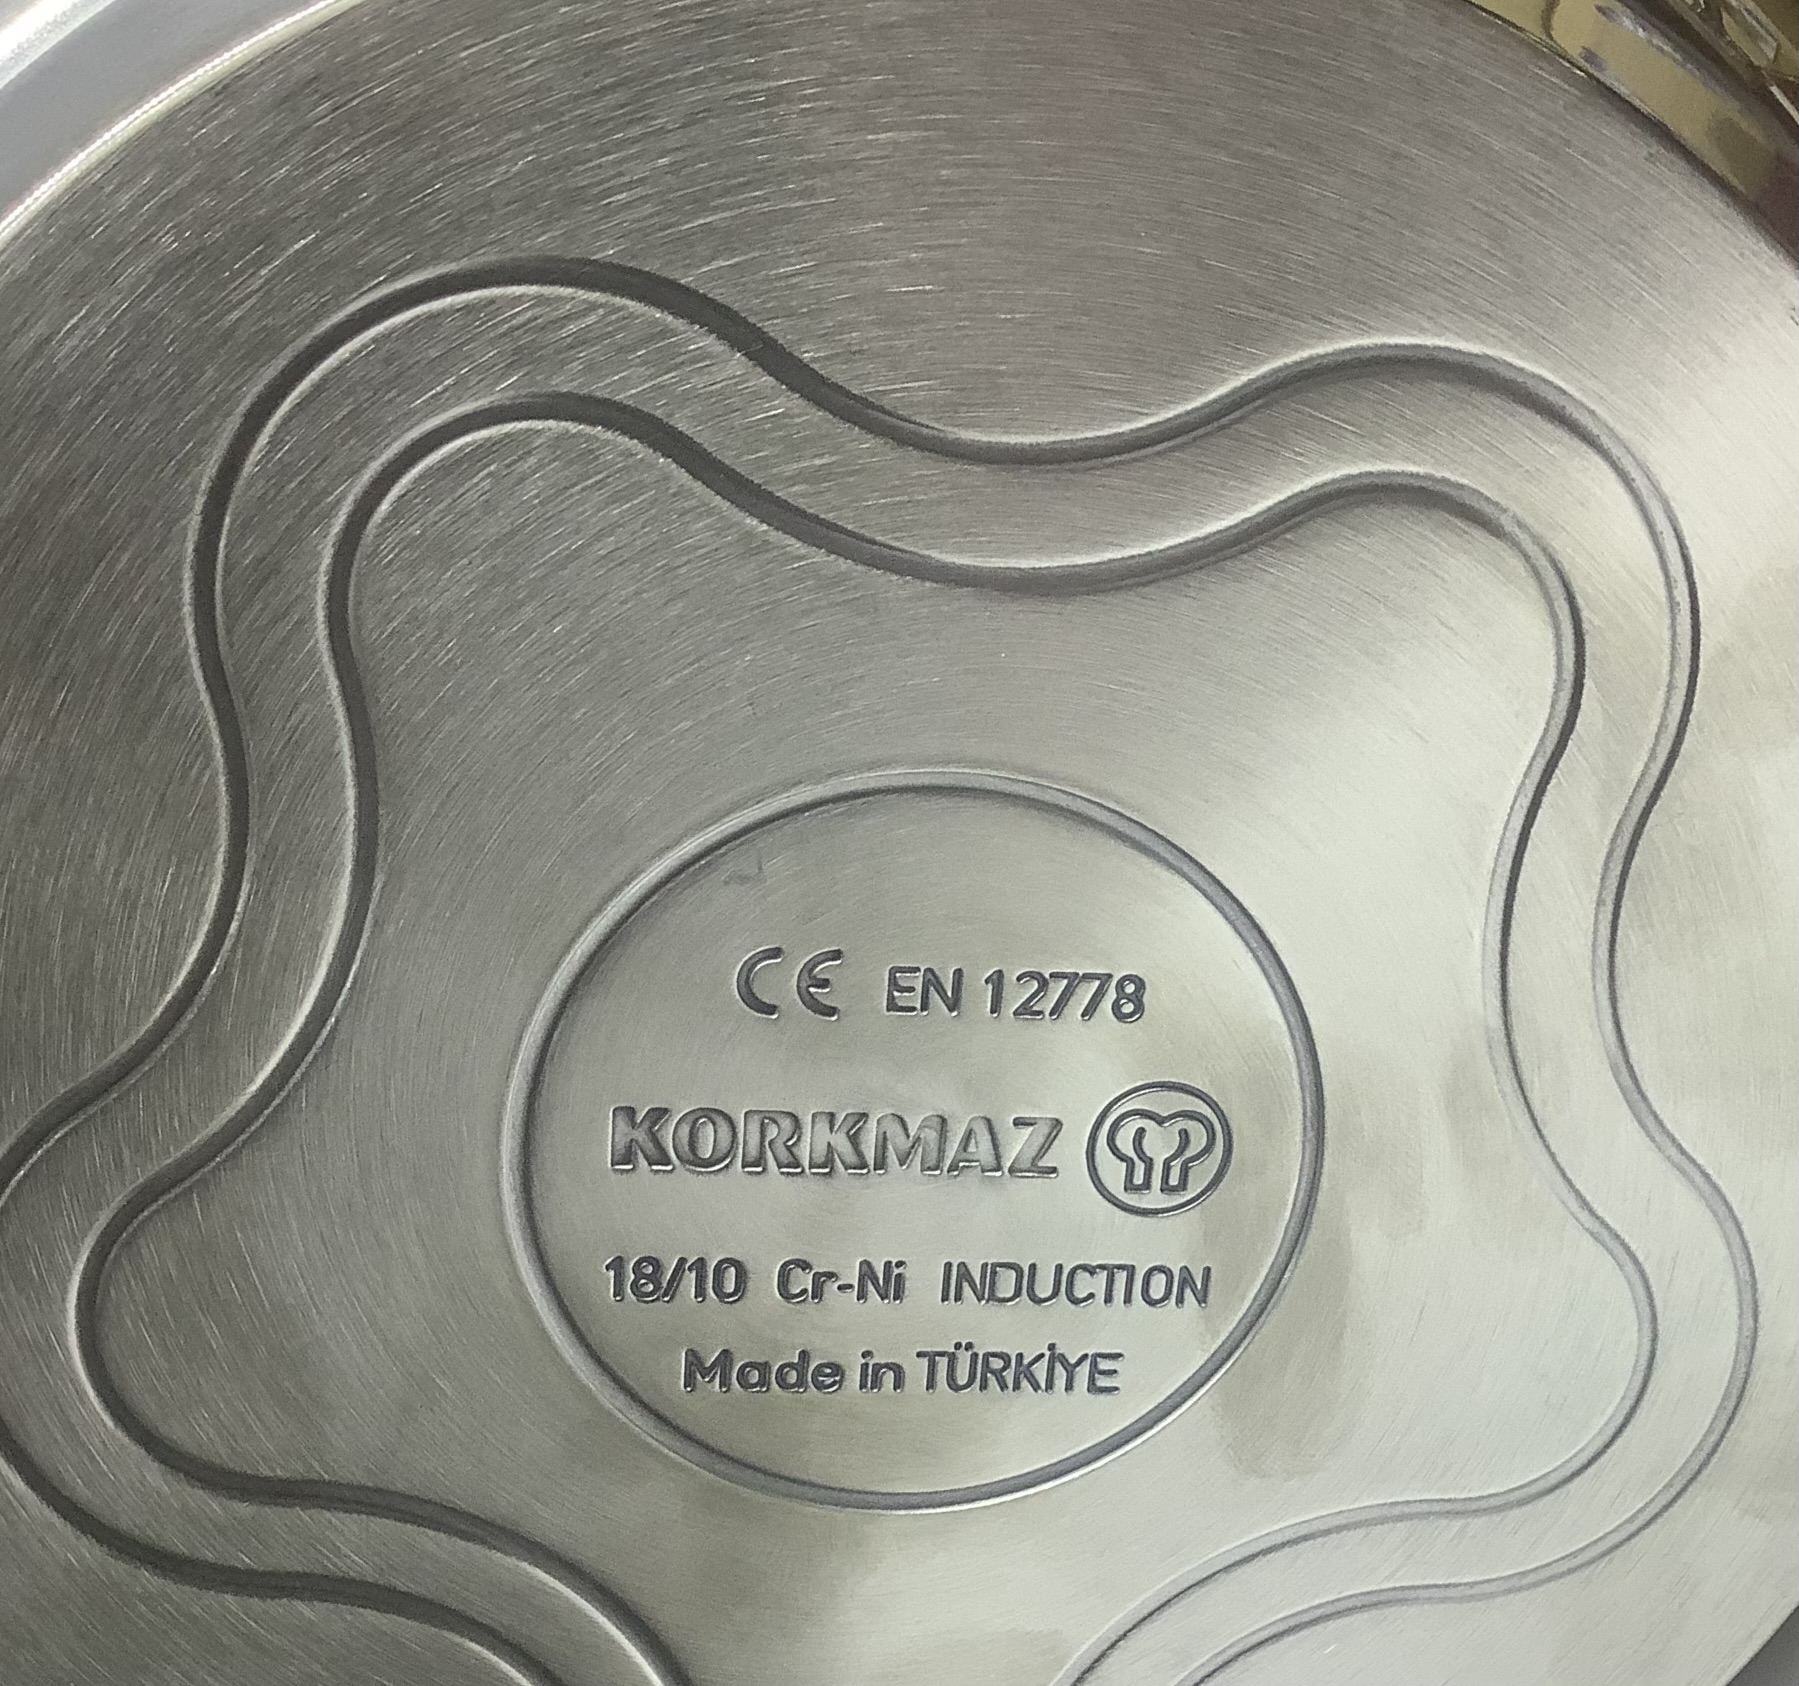 CE EN 12778
KORKMAZ
18/10 Cr-Ni INDUCTION
Made in TÜRKİYE